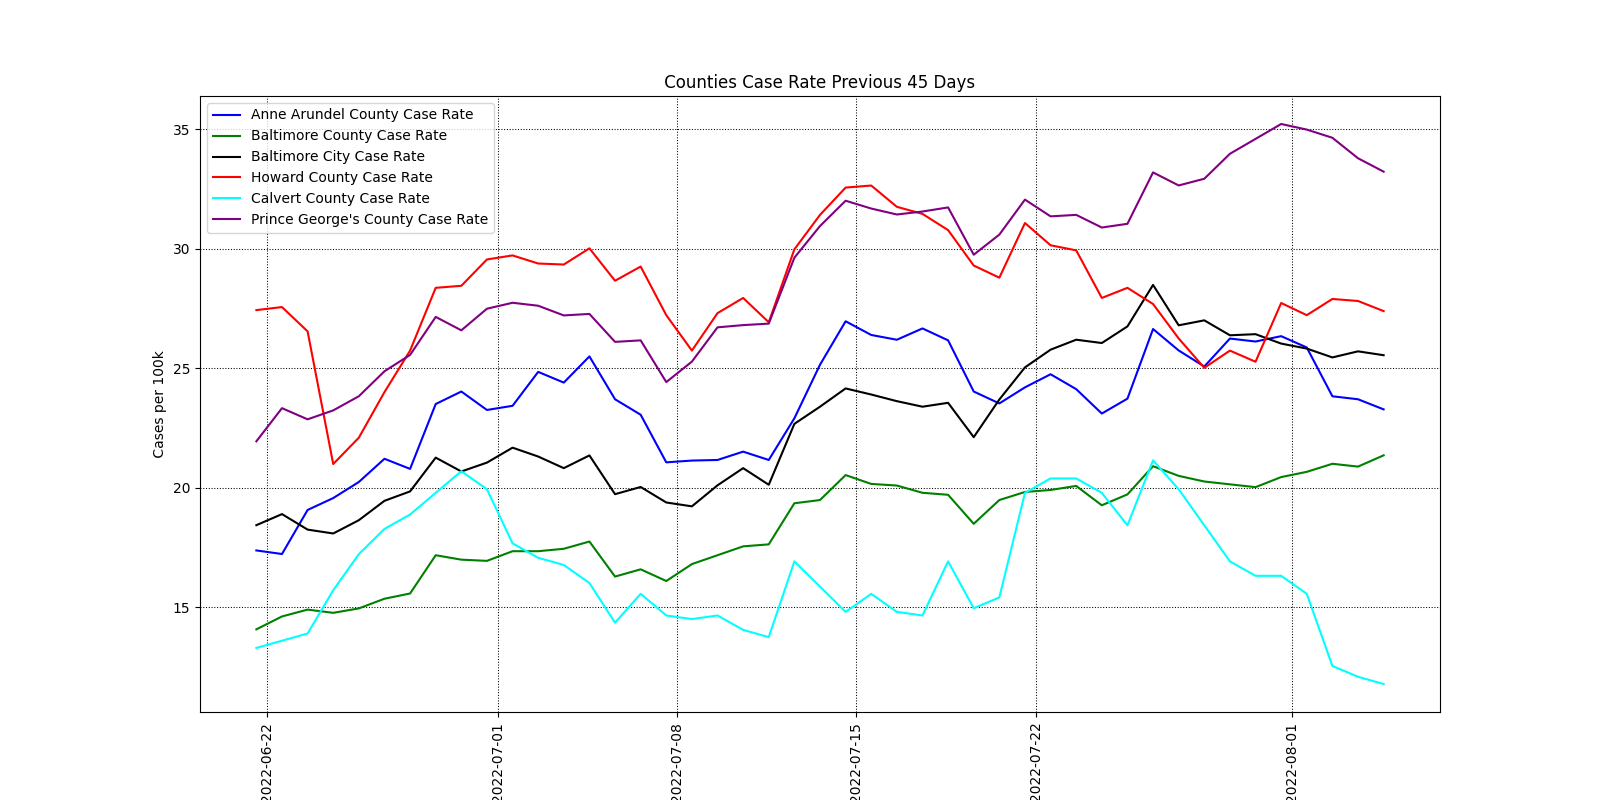 Counties Case Rate Previous 45 Days
Anne Arundel County Case Rate
Baltimore County Case Rate
Baltimore City Case Rate
Howard County Case Rate
Calvert County Case Rate
Prince George's County Case Rate
Cases per 100k
35
30
25
20
15
2022-06-22
2022-07-01
2022-07-08
2022-07-15
2022-07-22
2022-08-01